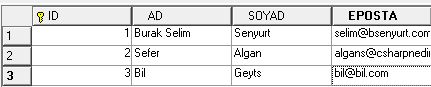 ID AD SOYAD EPOSTA
1 1 Burak Selim Senyurt selim@bsenyurt.com
2 2 Sefer Algan algans@csharpnedir
3 3 Bil Geyts bil@bil.com